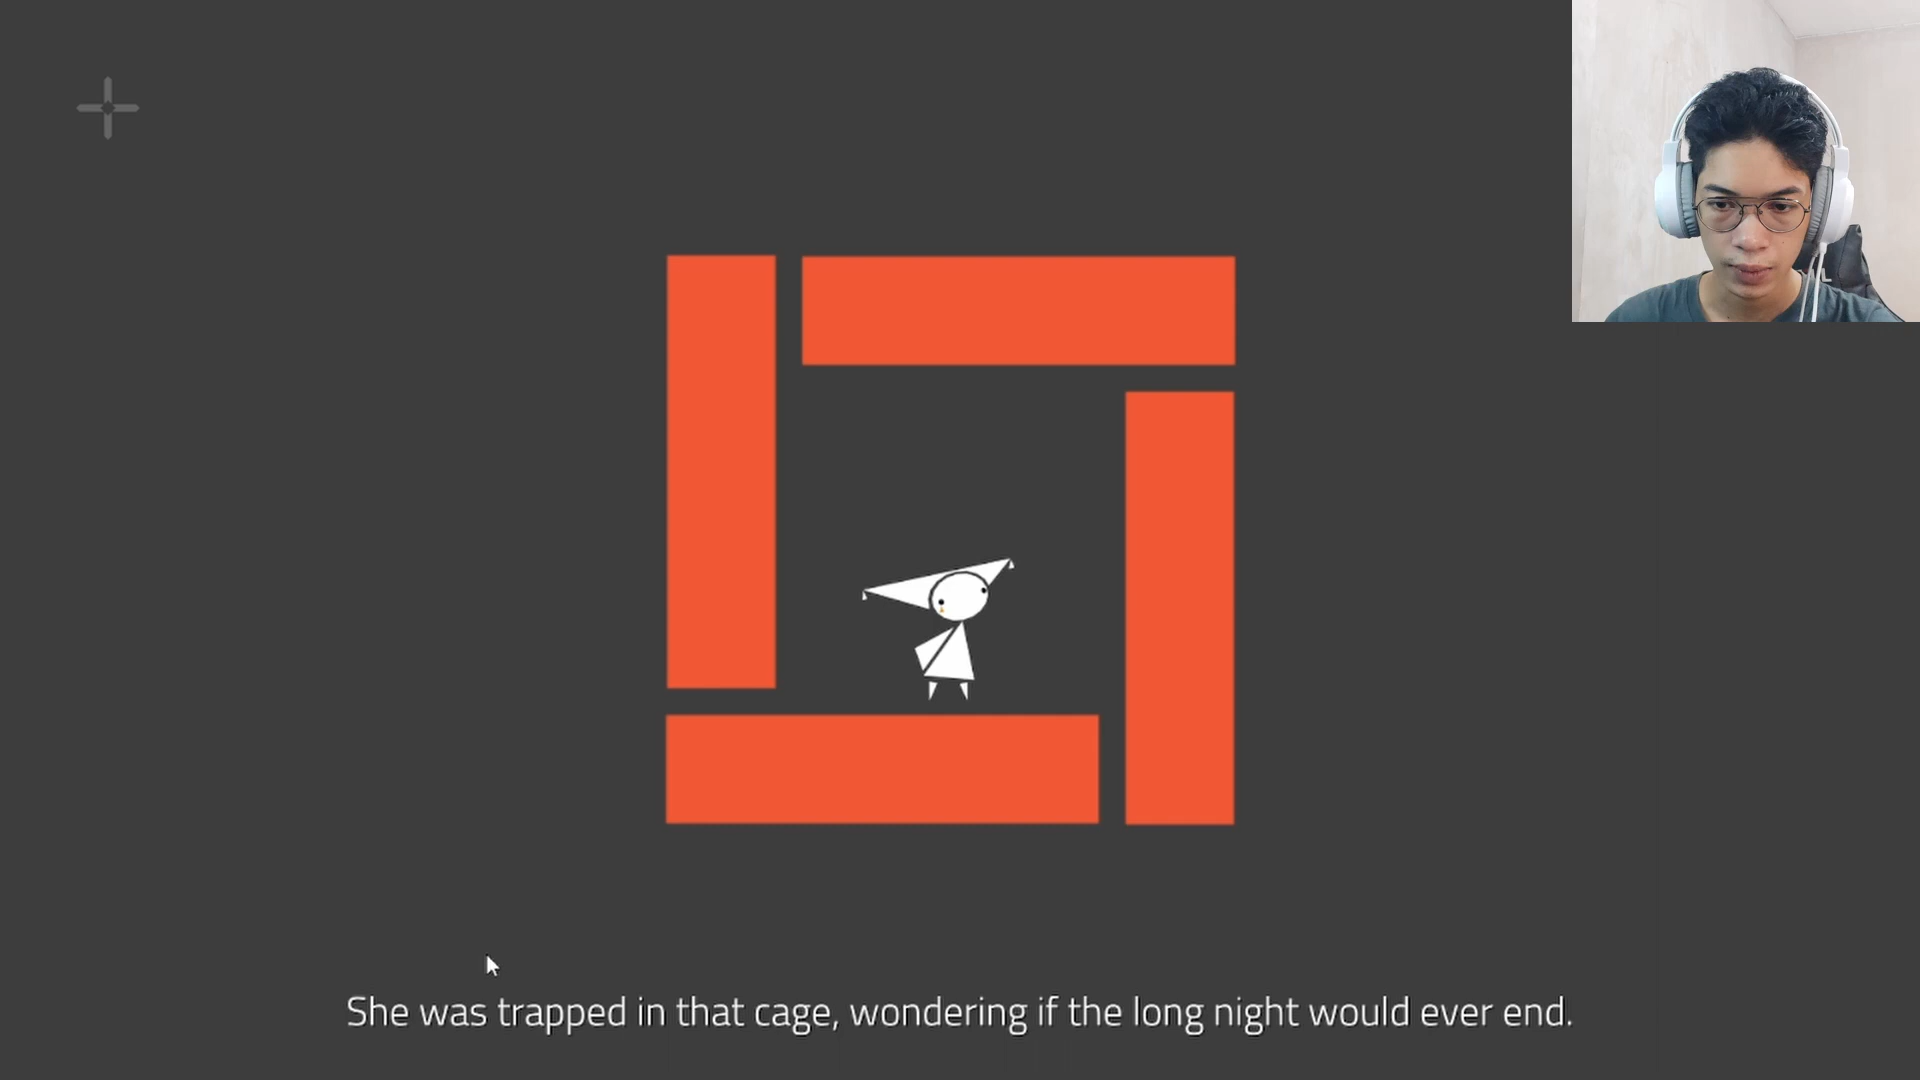 She was trapped in that cage, wondering if the long night would ever end.